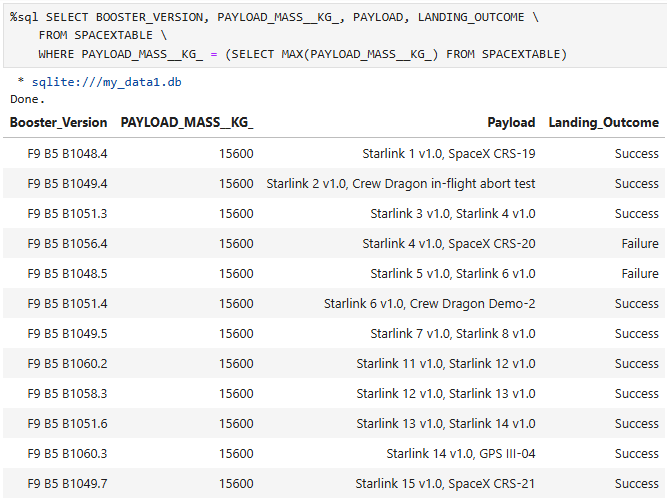 %sql SELECT BOOSTER_VERSION, PAYLOAD_MASS__KG_, PAYLOAD, LANDING_OUTCOME \
FROM SPACEXTABLE \
WHERE PAYLOAD_MASS__KG_ = (SELECT MAX(PAYLOAD_MASS__KG_) FROM SPACEXTABLE)
* sqlite:///my_data1.db
Done.
Booster_Version PAYLOAD_MASS__KG_ Payload Landing_Outcome
F9 B5 B1048.4 15600 Starlink 1 v1.0, SpaceX CRS-19 Success
F9 B5 B1049.4 15600 Starlink 2 v1.0, Crew Dragon in-flight abort test Success
F9 B5 B1051.3 15600 Starlink 3 v1.0, Starlink 4 v1.0 Success
F9 B5 B1056.4 15600 Starlink 4 v1.0, SpaceX CRS-20 Failure
F9 B5 B1048.5 15600 Starlink 5 v1.0, Starlink 6 v1.0 Failure
F9 B5 B1051.4 15600 Starlink 6 v1.0, Crew Dragon Demo-2 Success
F9 B5 B1049.5 15600 Starlink 7 v1.0, Starlink 8 v1.0 Success
F9 B5 B1060.2 15600 Starlink 11 v1.0, Starlink 12 v1.0 Success
F9 B5 B1058.3 15600 Starlink 12 v1.0, Starlink 13 v1.0 Success
F9 B5 B1051.6 15600 Starlink 13 v1.0, Starlink 14 v1.0 Success
F9 B5 B1060.3 15600 Starlink 14 v1.0, GPS III-04 Success
F9 B5 B1049.7 15600 Starlink 15 v1.0, SpaceX CRS-21 Success